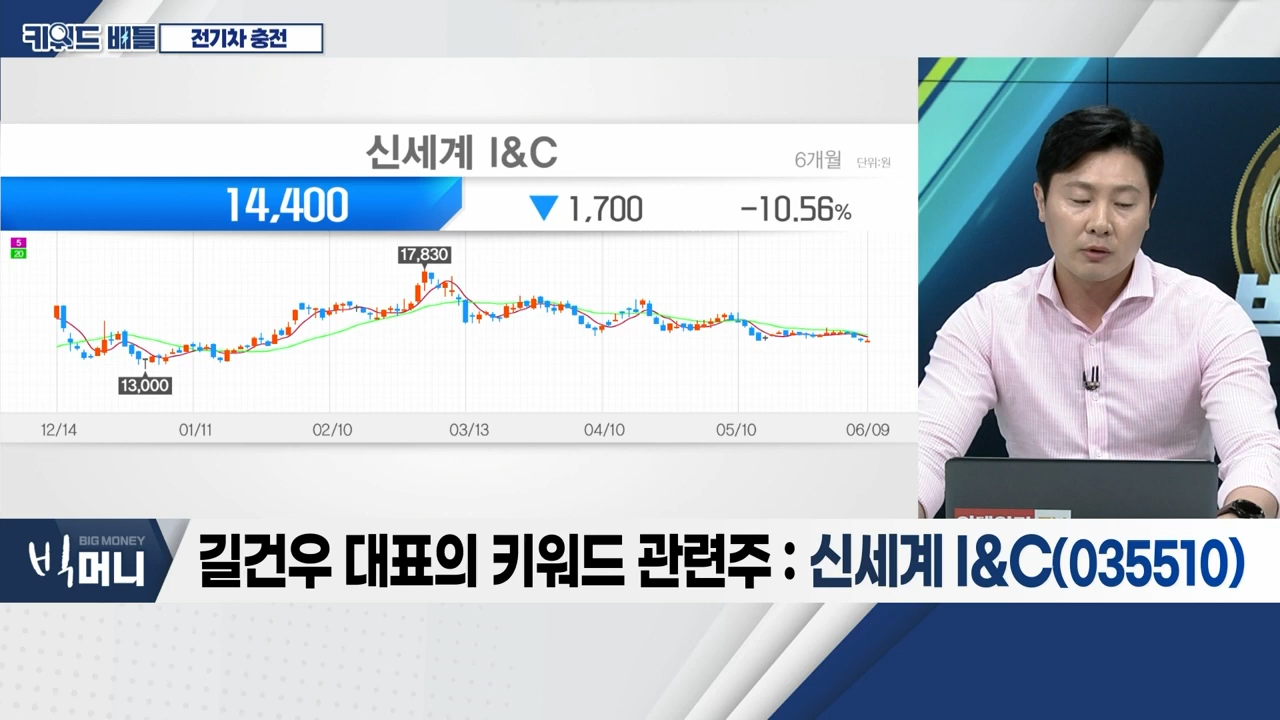 키워드 배틀 전기차 충전
신세계 I&C
6개월 단위:원
14,400 ▼ 1,700 -10.56%
5
20
17,830
13,000
12/14 01/11 02/10 03/13 04/10 05/10 06/09
BIG MONEY
빅머니
길건우 대표의 키워드 관련주 : 신세계 I&C(035510)